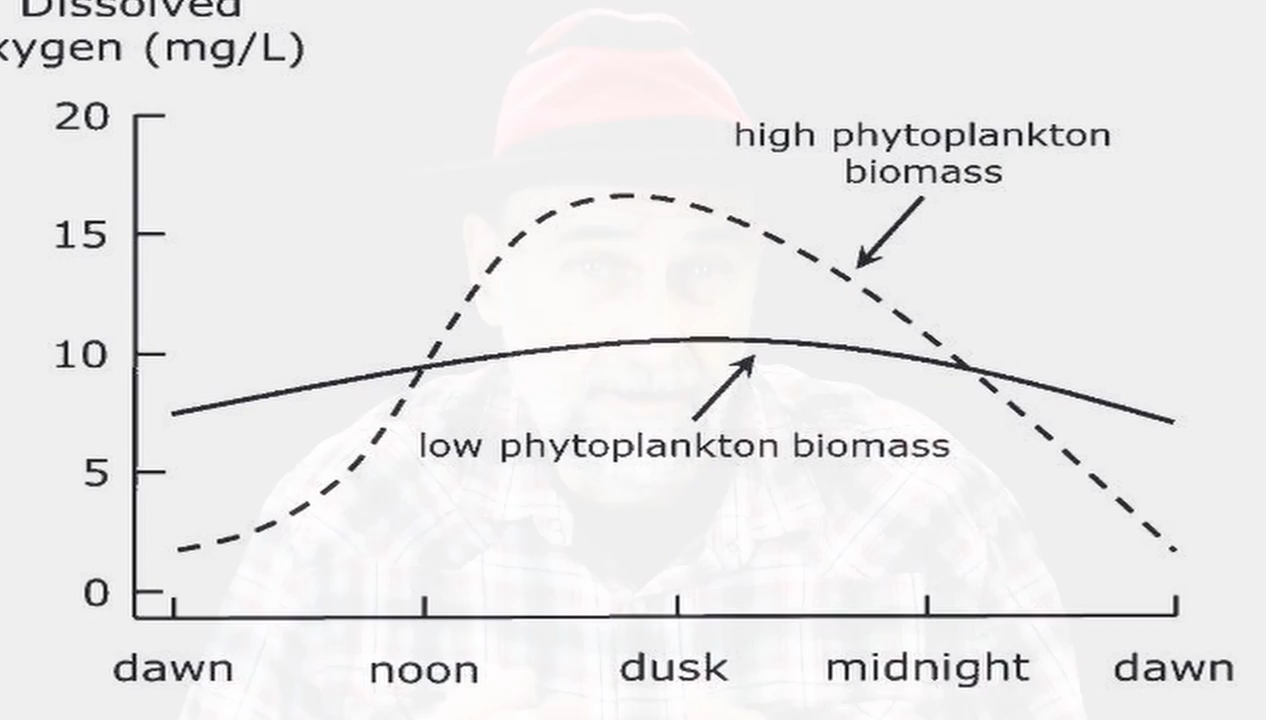 Dissolved
xygen (mg/L)
20
high phytoplankton
biomass
15
10
low phytoplankton biomass
5
0
dawn noon dusk midnight dawn